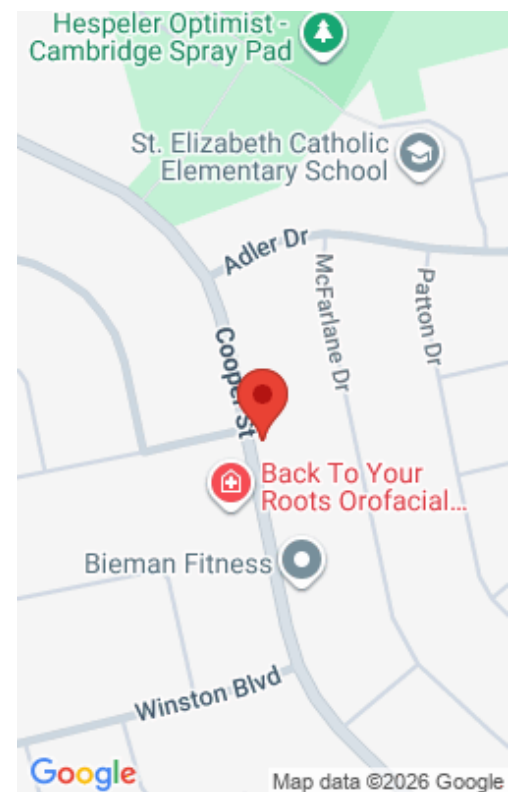 Hespeler Optimist -
Cambridge Spray Pad
St. Elizabeth Catholic
Elementary School
Adler Dr
McFarlane Dr
Patton Dr
Cooper St
Back To Your
Roots Orofacial...
Bieman Fitness
Winston Blvd
Google
Map data ©2026 Google